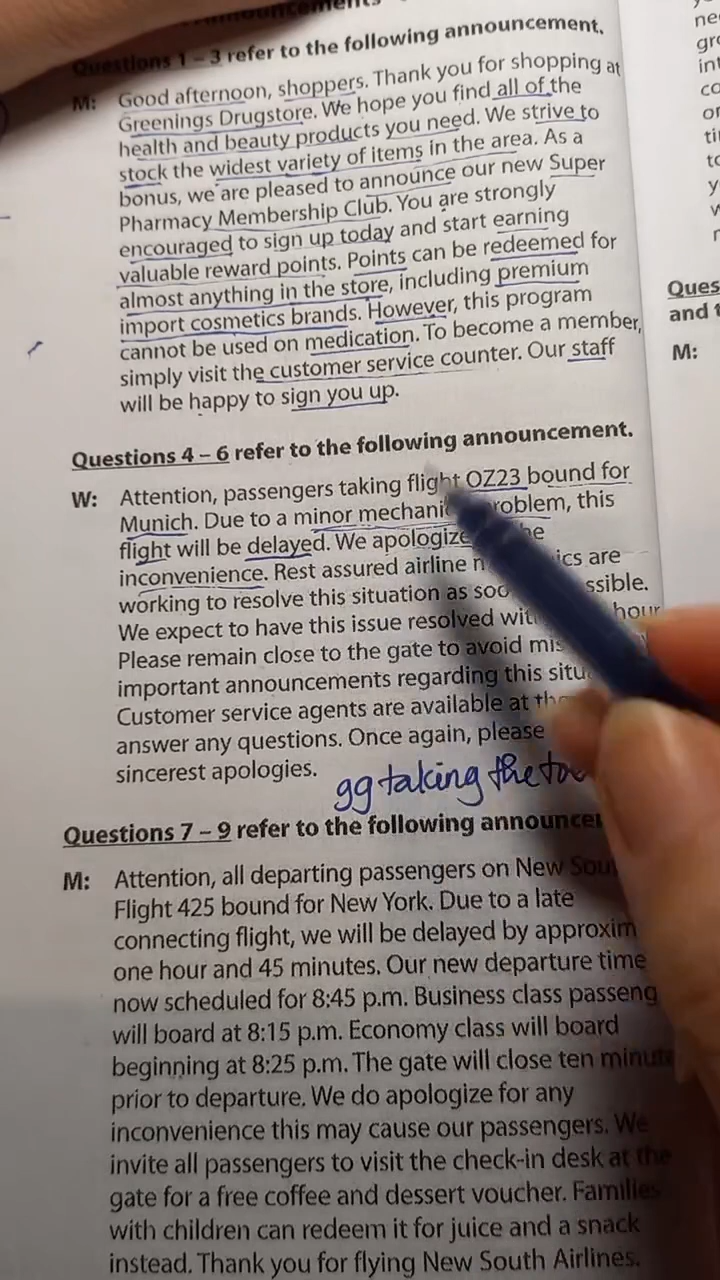 Questions 1 – 3 refer to the following announcement.
M: Good afternoon, shoppers. Thank you for shopping at
Greenings Drugstore. We hope you find all of the
health and beauty products you need. We strive to
stock the widest variety of items in the area. As a
bonus, we are pleased to announce our new Super
Pharmacy Membership Club. You are strongly
encouraged to sign up today and start earning
valuable reward points. Points can be redeemed for
almost anything in the store, including premium
import cosmetics brands. However, this program
cannot be used on medication. To become a member,
simply visit the customer service counter. Our staff
will be happy to sign you up.
Questions 4 – 6 refer to the following announcement.
W: Attention, passengers taking flight OZ23 bound for
Munich. Due to a minor mechani problem, this
flight will be delayed. We apologize
inconvenience. Rest assured airline are
working to resolve this situation as soo
We expect to have this issue resolved hour
Please remain close to the gate to avoid
important announcements regarding this
Customer service agents are available at
answer any questions. Once again, please
sincerest apologies.
gg taking the
Questions 7 – 9 refer to the following announcemen
M: Attention, all departing passengers on New Sou
Flight 425 bound for New York. Due to a late
connecting flight, we will be delayed by approxim
one hour and 45 minutes. Our new departure time
now scheduled for 8:45 p.m. Business class passeng
will board at 8:15 p.m. Economy class will board
beginning at 8:25 p.m. The gate will close ten minute
prior to departure. We do apologize for any
inconvenience this may cause our passengers. We
invite all passengers to visit the check-in desk at the
gate for a free coffee and dessert voucher. Families
with children can redeem it for juice and a snack
instead. Thank you for flying New South Airlines.
Ques
and
M: